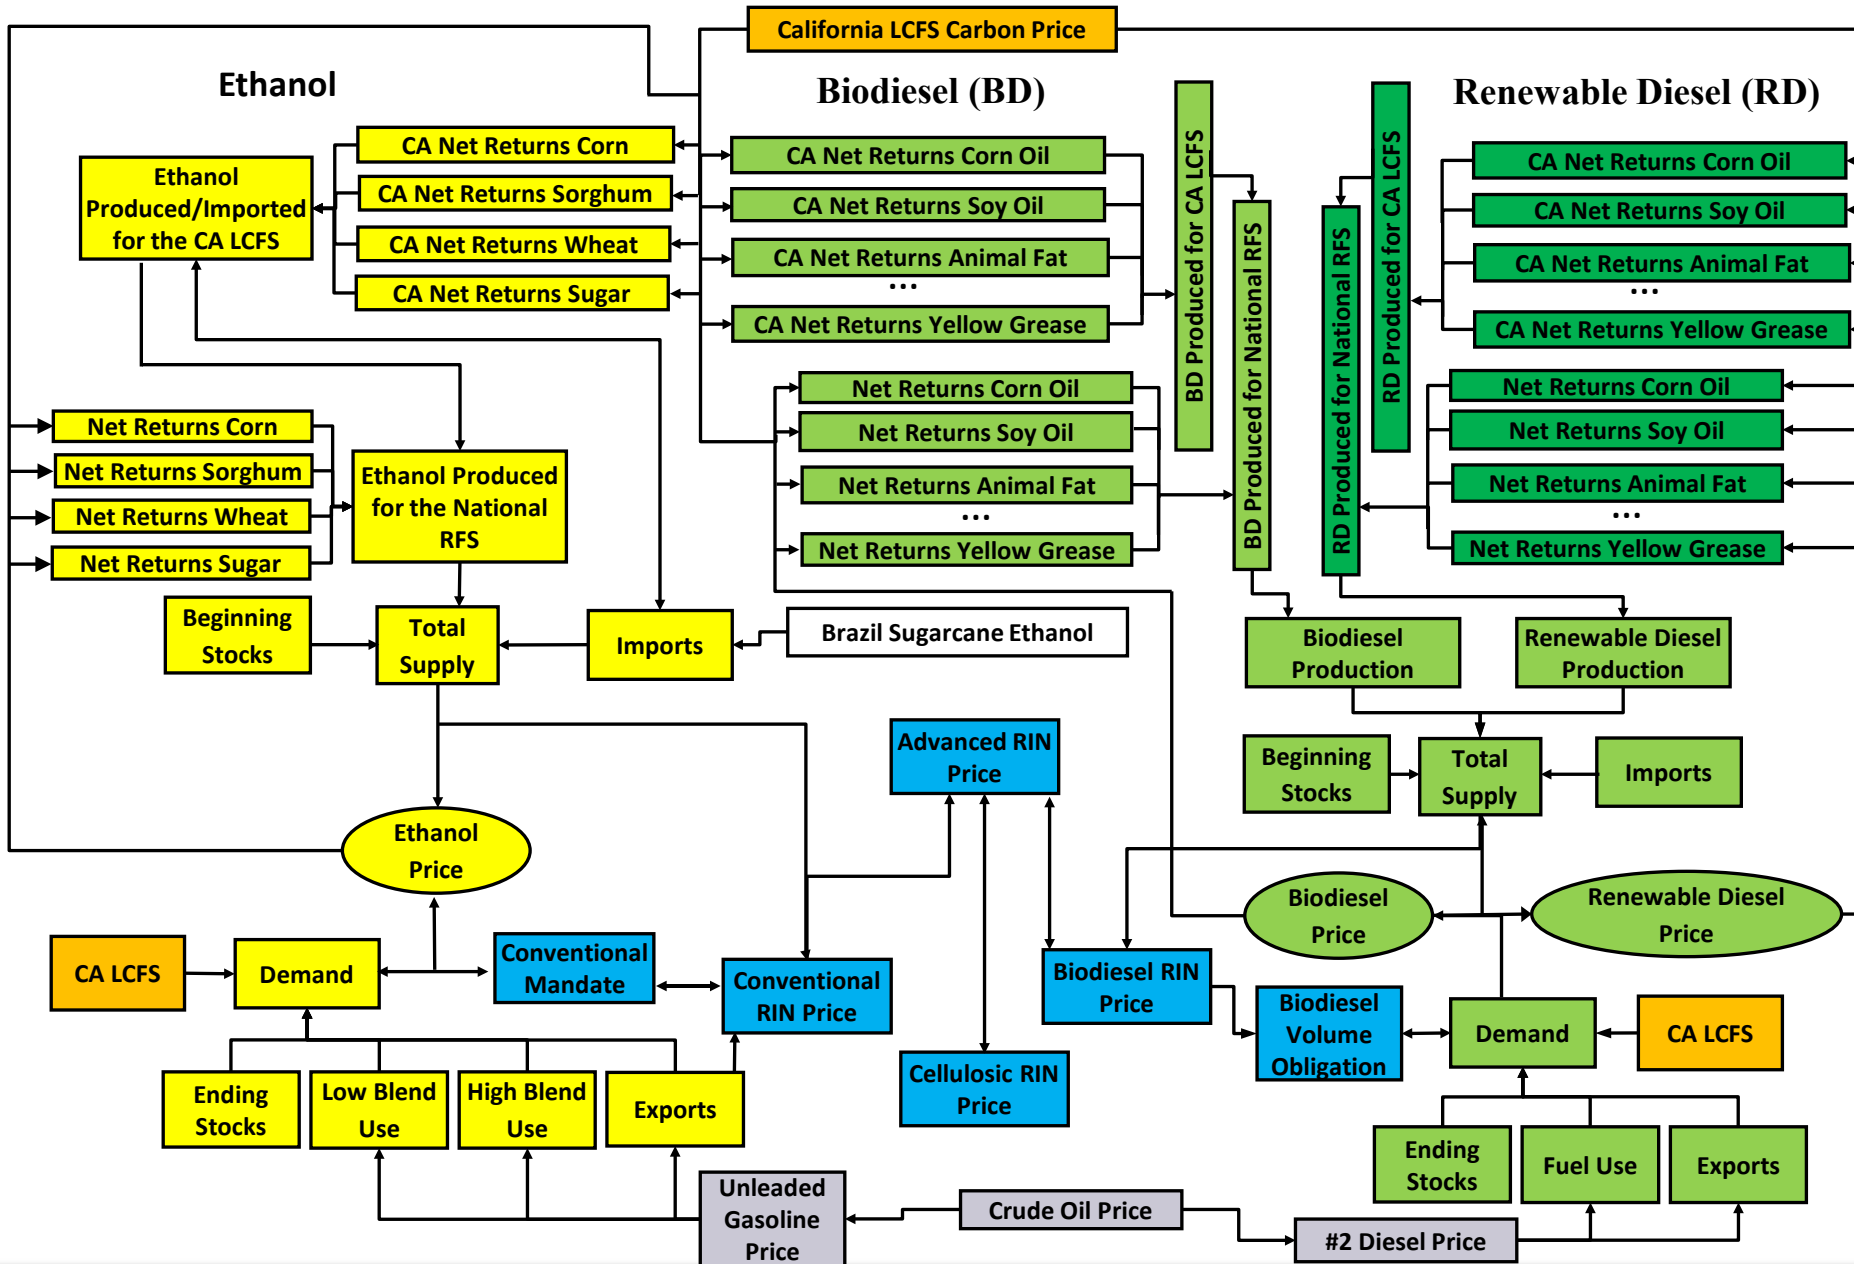 California LCFS Carbon Price
Ethanol
Biodiesel (BD)
Renewable Diesel (RD)
CA Net Returns Corn
CA Net Returns Sorghum
CA Net Returns Wheat
CA Net Returns Sugar
Ethanol
Produced/Imported
for the CA LCFS
CA Net Returns Corn Oil
CA Net Returns Soy Oil
CA Net Returns Animal Fat
...
CA Net Returns Yellow Grease
BD Produced for CA LCFS
BD Produced for National RFS
RD Produced for National RFS
RD Produced for CA LCFS
CA Net Returns Corn Oil
CA Net Returns Soy Oil
CA Net Returns Animal Fat
...
CA Net Returns Yellow Grease
Net Returns Corn
Net Returns Sorghum
Net Returns Wheat
Net Returns Sugar
Ethanol Produced
for the National
RFS
Net Returns Corn Oil
Net Returns Soy Oil
Net Returns Animal Fat
...
Net Returns Yellow Grease
Net Returns Corn Oil
Net Returns Soy Oil
Net Returns Animal Fat
...
Net Returns Yellow Grease
Beginning
Stocks
Total
Supply
Imports
Brazil Sugarcane Ethanol
Biodiesel
Production
Renewable Diesel
Production
Advanced RIN
Price
Beginning
Stocks
Total
Supply
Imports
Ethanol
Price
Biodiesel
Price
Renewable Diesel
Price
CA LCFS
Demand
Conventional
Mandate
Conventional
RIN Price
Biodiesel RIN
Price
Biodiesel
Volume
Obligation
Demand
CA LCFS
Ending
Stocks
Low Blend
Use
High Blend
Use
Exports
Cellulosic RIN
Price
Ending
Stocks
Fuel Use
Exports
Unleaded
Gasoline
Price
Crude Oil Price
#2 Diesel Price